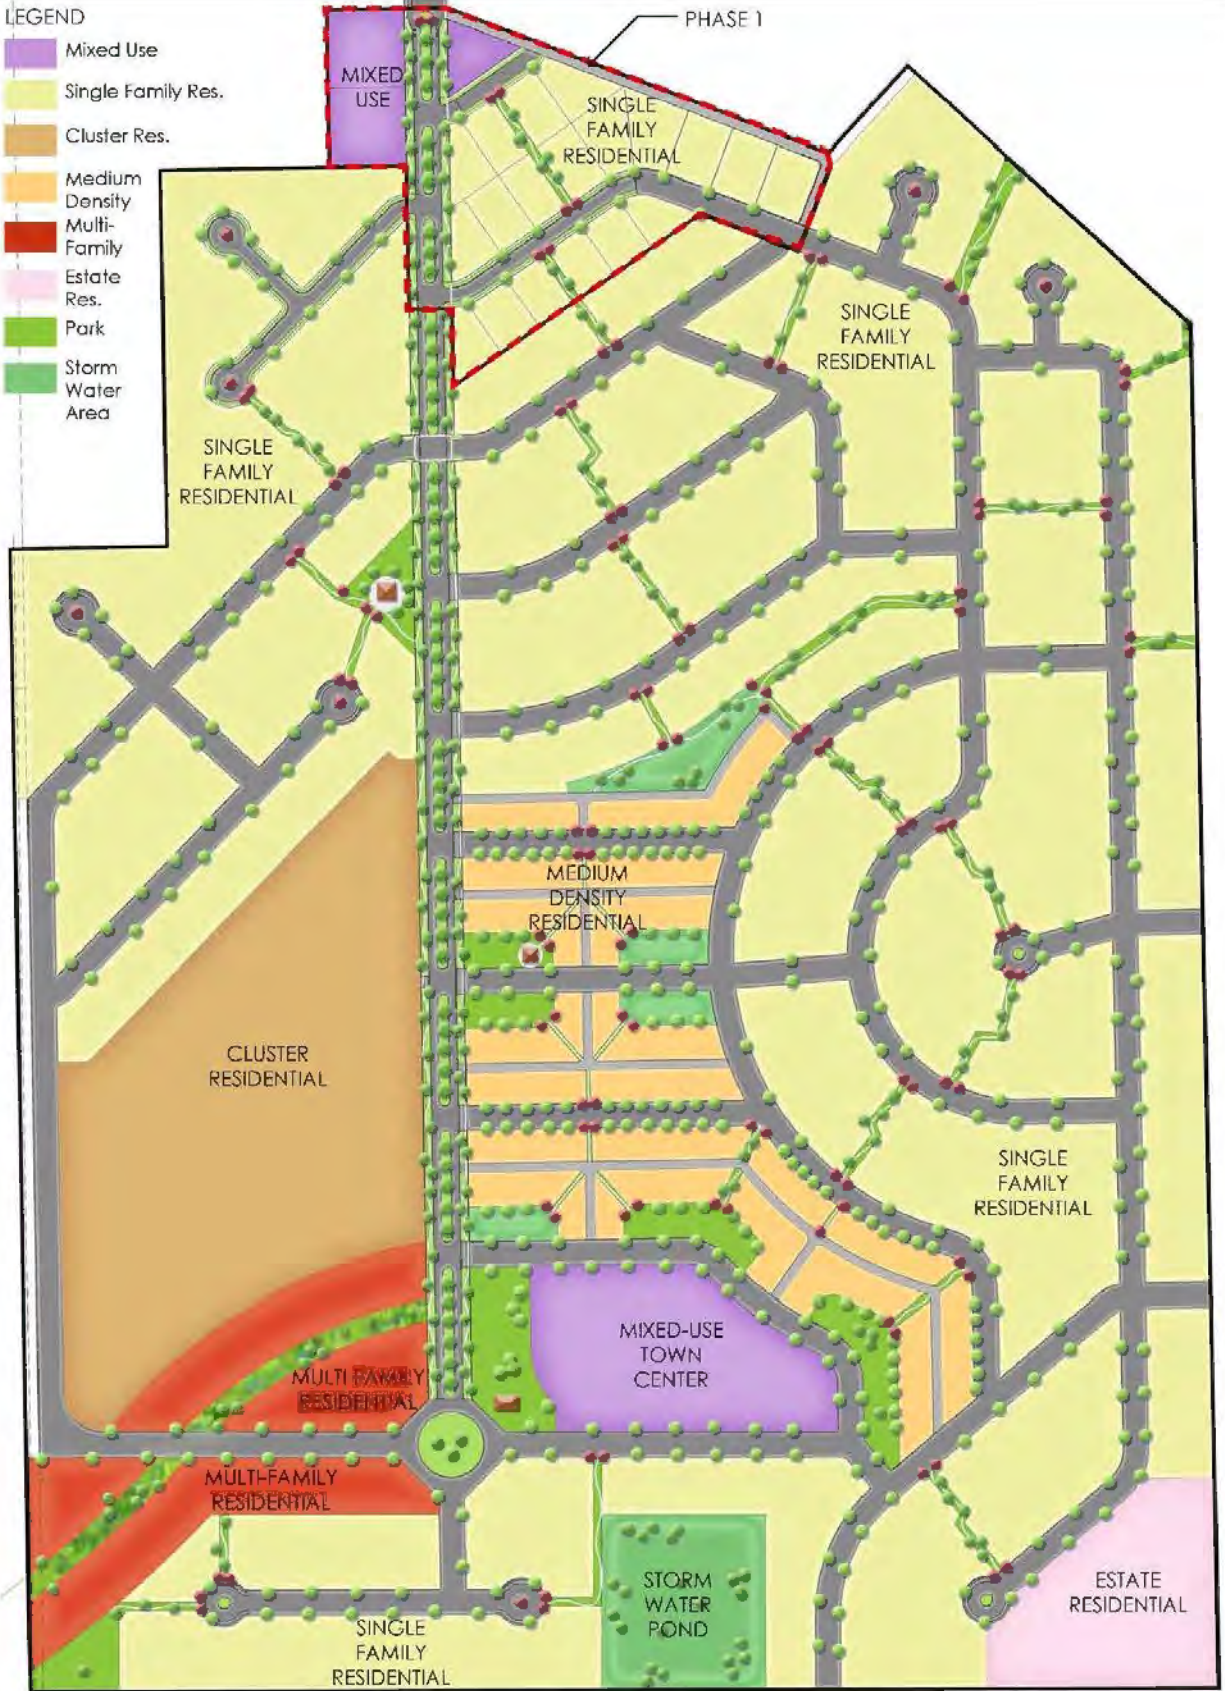 LEGEND
Mixed Use
Single Family Res.
Cluster Res.
Medium
Density
Multi-
Family
Estate
Res.
Park
Storm
Water
Area
PHASE 1
MIXED
USE
SINGLE
FAMILY
RESIDENTIAL
SINGLE
FAMILY
RESIDENTIAL
SINGLE
FAMILY
RESIDENTIAL
MEDIUM
DENSITY
RESIDENTIAL
CLUSTER
RESIDENTIAL
SINGLE
FAMILY
RESIDENTIAL
MIXED-USE
TOWN
CENTER
MULTI FAMILY
RESIDENTIAL
MULTI-FAMILY
RESIDENTIAL
STORM
WATER
POND
ESTATE
RESIDENTIAL
SINGLE
FAMILY
RESIDENTIAL